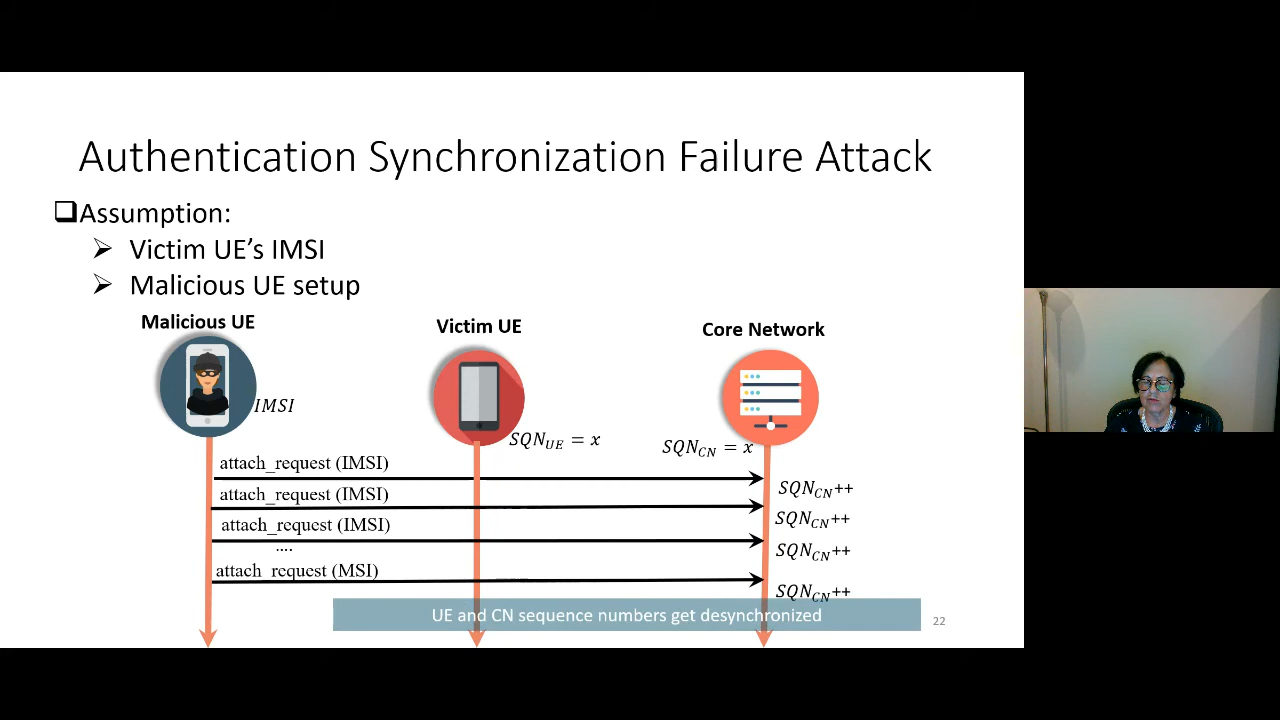 Authentication Synchronization Failure Attack
Assumption:
Victim UE's IMSI
Malicious UE setup
Malicious UE
Victim UE
Core Network
IMSI
SQN_UE = x
SQN_CN = x
attach_request (IMSI)
SQN_CN++
attach_request (IMSI)
SQN_CN++
attach_request (IMSI)
SQN_CN++
....
attach_request (MSI)
SQN_CN++
UE and CN sequence numbers get desynchronized
22